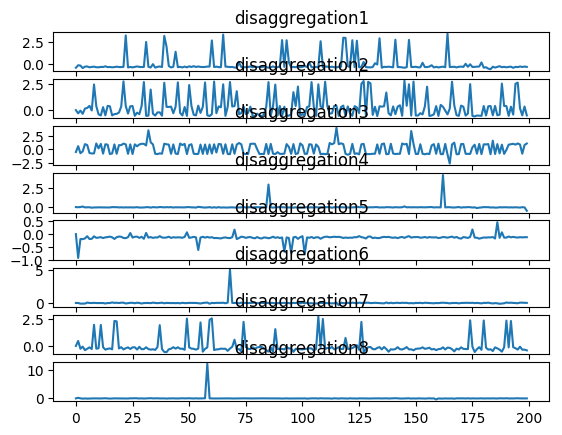 disaggregation1
2.5
0.0
disaggregation2
2.5
0.0
disaggregation3
2.5
0.0
−2.5
disaggregation4
2.5
0.0
disaggregation5
0.5
0.0
−0.5
−1.0
disaggregation6
5
0
disaggregation7
2.5
0.0
disaggregation8
10
0
0 25 50 75 100 125 150 175 200